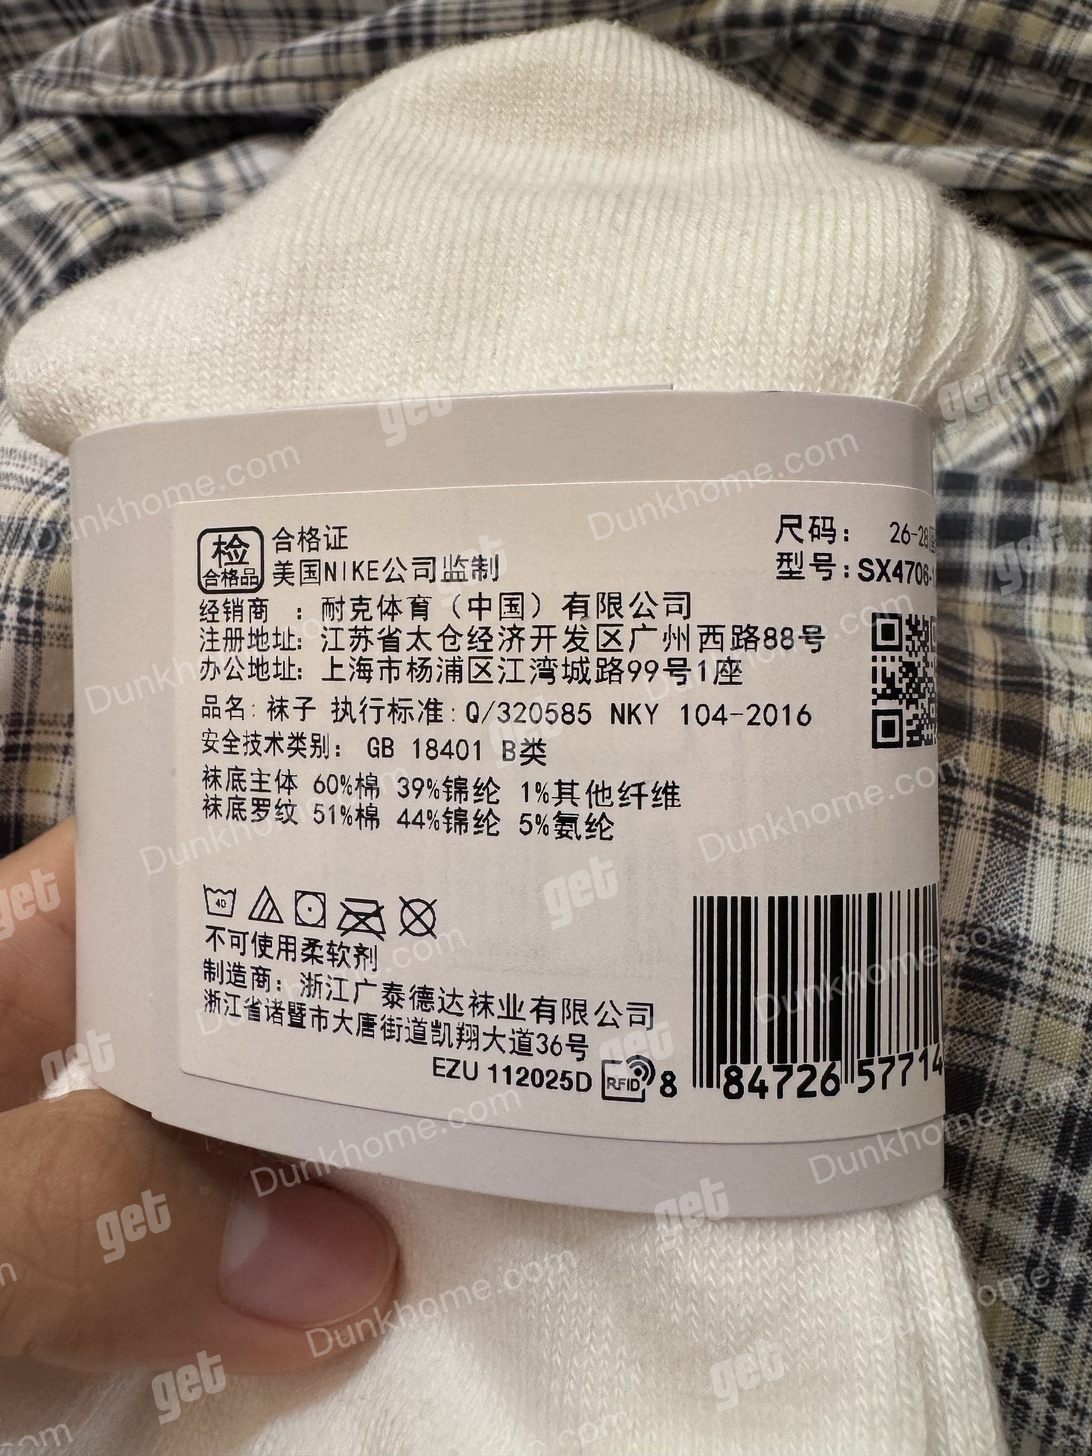 检
合格品
合格证
美国NIKE公司监制
尺码： 26-28
型号：SX4706-
经销商 ：耐克体育（中国）有限公司
注册地址：江苏省太仓经济开发区广州西路88号
办公地址：上海市杨浦区江湾城路99号1座
品名：袜子 执行标准：Q/320585 NKY 104-2016
安全技术类别： GB 18401 B类
袜底主体 60%棉 39%锦纶 1%其他纤维
袜底罗纹 51%棉 44%锦纶 5%氨纶
40
不可使用柔软剂
制造商：浙江广泰德达袜业有限公司
浙江省诸暨市大唐街道凯翔大道36号
EZU 112025D RFID 8 84726 57714
get
Dunkhome.com